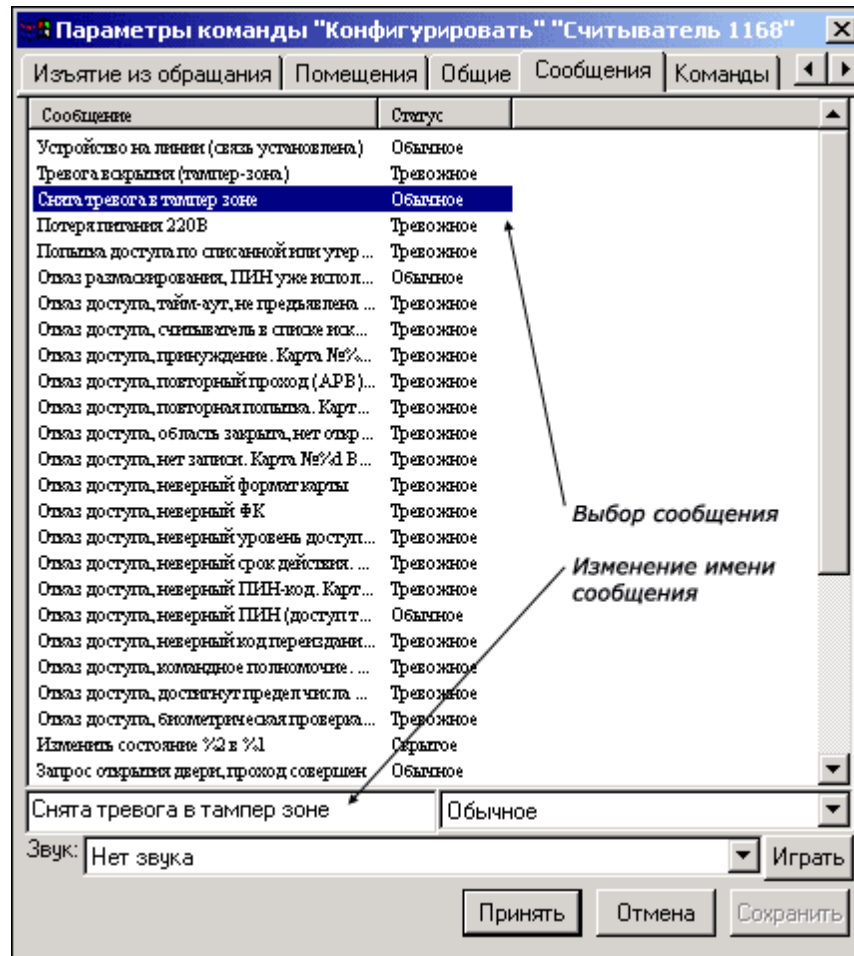 Параметры команды "Конфигурировать" "Считыватель 1168"
Изъятие из обращания Помещения Общие Сообщения Команды
Сообщение Статус
Устройство на линии (связь установлена) Обычное
Тревога вскрытия (тампер-зона) Тревожное
Снята тревога в тампер зоне Обычное
Потеря питания 220В Тревожное
Попытка доступа по списанной или утер... Тревожное
Отказ размаскирования, ПИН уже испол... Обычное
Отказ доступа, тайм-аут, не предъявлена ... Тревожное
Отказ доступа, считыватель в списке иск... Тревожное
Отказ доступа, принуждение. Карта №%... Тревожное
Отказ доступа, повторный проход (APB)... Тревожное
Отказ доступа, повторная попытка. Карт... Тревожное
Отказ доступа, область закрыта, нет откр... Тревожное
Отказ доступа, нет записи. Карта №%d В... Тревожное
Отказ доступа, неверный формат карты Тревожное
Отказ доступа, неверный ФК Тревожное
Выбор сообщения
Отказ доступа, неверный уровень доступ... Тревожное
Отказ доступа, неверный срок действия. ... Тревожное
Изменение имени
Отказ доступа, неверный ПИН-код. Карт... Тревожное
сообщения
Отказ доступа, неверный ПИН (доступ т... Обычное
Отказ доступа, неверный код переиздани... Тревожное
Отказ доступа, командное полномочие. ... Тревожное
Отказ доступа, достигнут предел числа ... Тревожное
Отказ доступа, биометрическая проверка... Тревожное
Изменить состояние %2 в %1 Скрытое
Запрос открытия двери, проход совершен Обычное
Снята тревога в тампер зоне Обычное
Звук: Нет звука Играть
Принять Отмена Сохранить